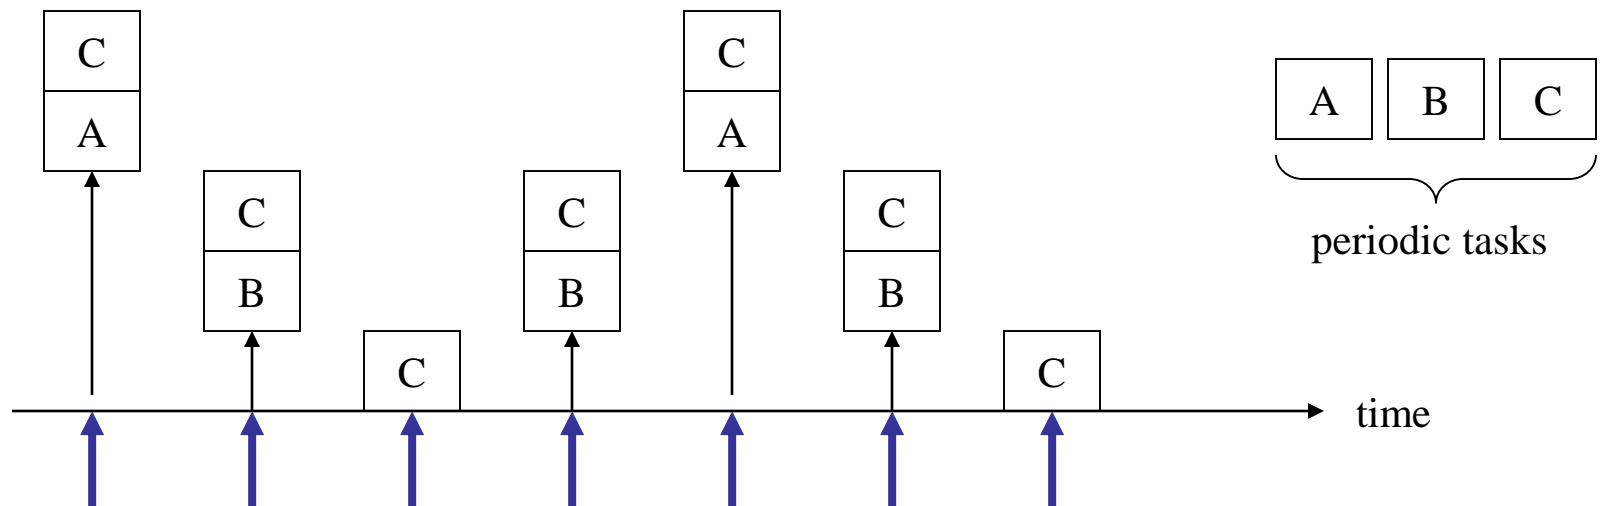 C C A B C
A A
C C C
B B B
C C
periodic tasks
time